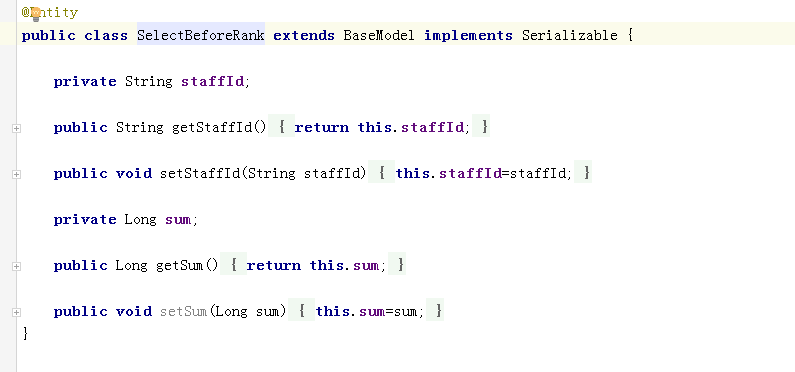 @Entity
public class SelectBeforeRank extends BaseModel implements Serializable {
private String staffId;
public String getStaffId() { return this.staffId; }
public void setStaffId(String staffId) { this.staffId=staffId; }
private Long sum;
public Long getSum() { return this.sum; }
public void setSum(Long sum) { this.sum=sum; }
}